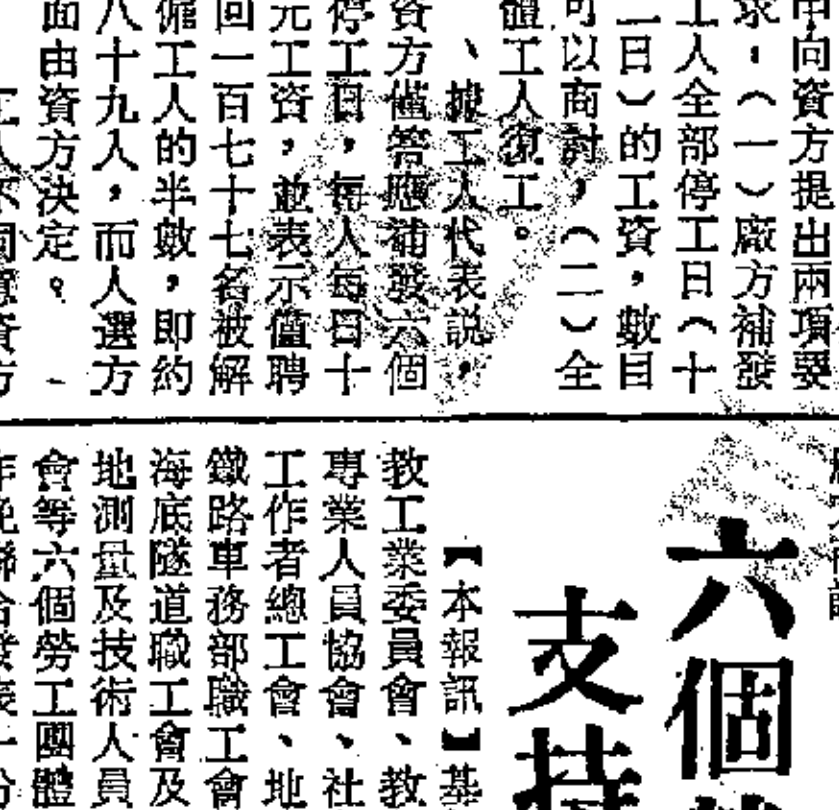 中向資方提出兩項要
求：（一）廠方補發
工人全部停工日（十
二日）的工資，數目
可以商討，（二）全
體工人復工。
、據工人代表説，
資方僅答應補發六個
停工日，每人每日十
元工資，並表示僅聘
回一百七十七名被解
僱工人的半數，即約
八十九人，而人選方
面由資方決定。
資方
六個
支持
【本報訊】基
教工業委員會、教
專業人員協會、社
工作者總工會、地
鐵路車務部職工會
海底隧道職工會及
地測量及技術人員
會等六個勞工團體